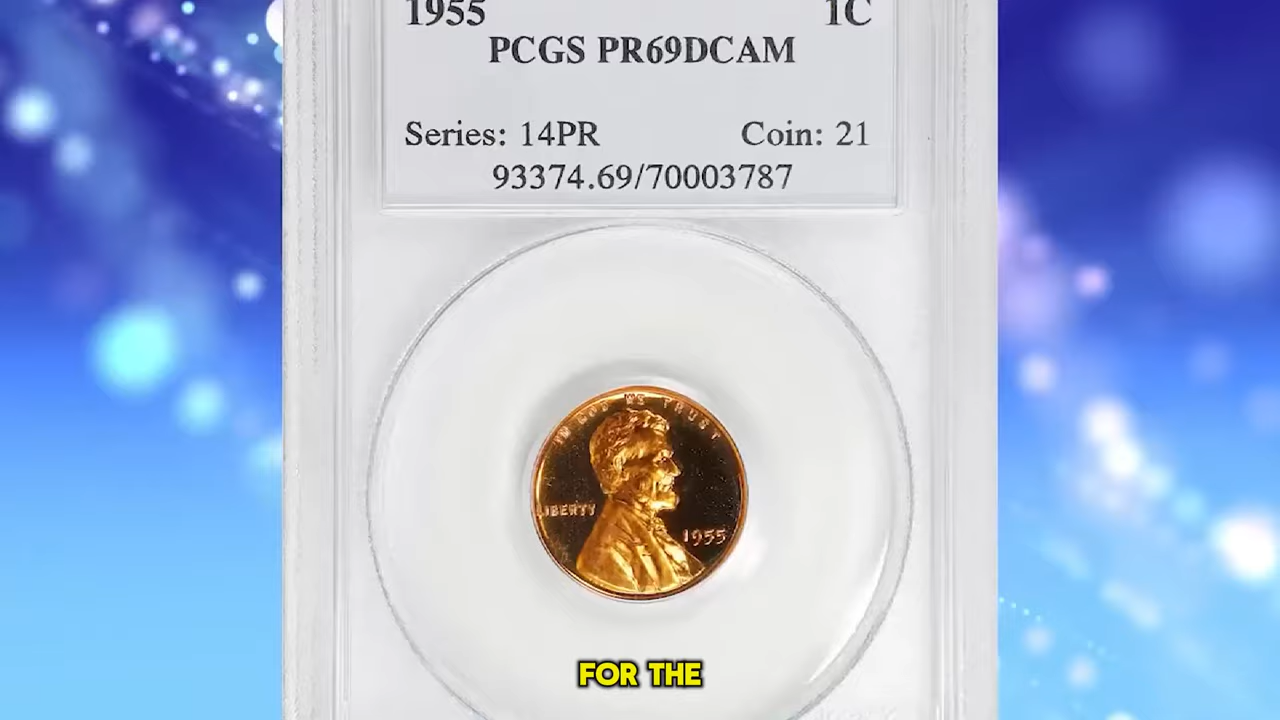 1955 1C
PCGS PR69DCAM
Series: 14PR Coin: 21
93374.69/70003787
IN GOD WE TRUST
LIBERTY
1955
FOR THE